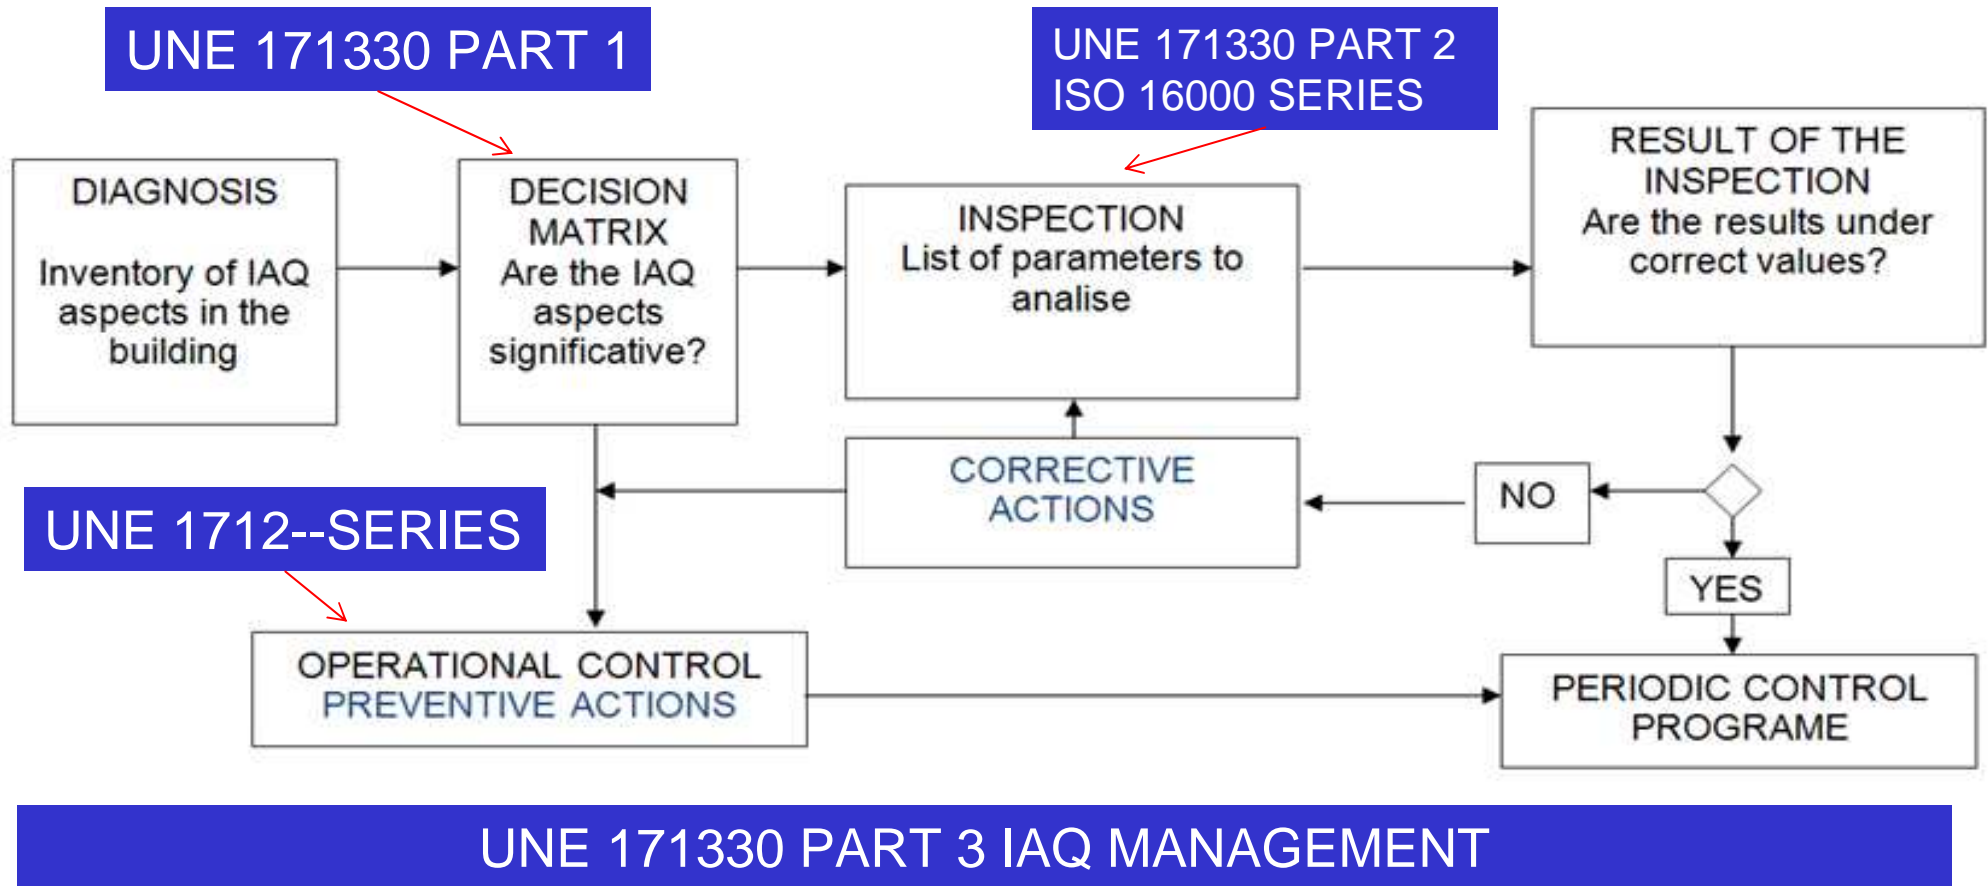 UNE 171330 PART 1
UNE 171330 PART 2
ISO 16000 SERIES
DIAGNOSIS
Inventory of IAQ
aspects in the
building
DECISION
MATRIX
Are the IAQ
aspects
significative?
INSPECTION
List of parameters to
analise
RESULT OF THE
INSPECTION
Are the results under
correct values?
CORRECTIVE
ACTIONS
NO
YES
UNE 1712--SERIES
OPERATIONAL CONTROL
PREVENTIVE ACTIONS
PERIODIC CONTROL
PROGRAME
UNE 171330 PART 3 IAQ MANAGEMENT